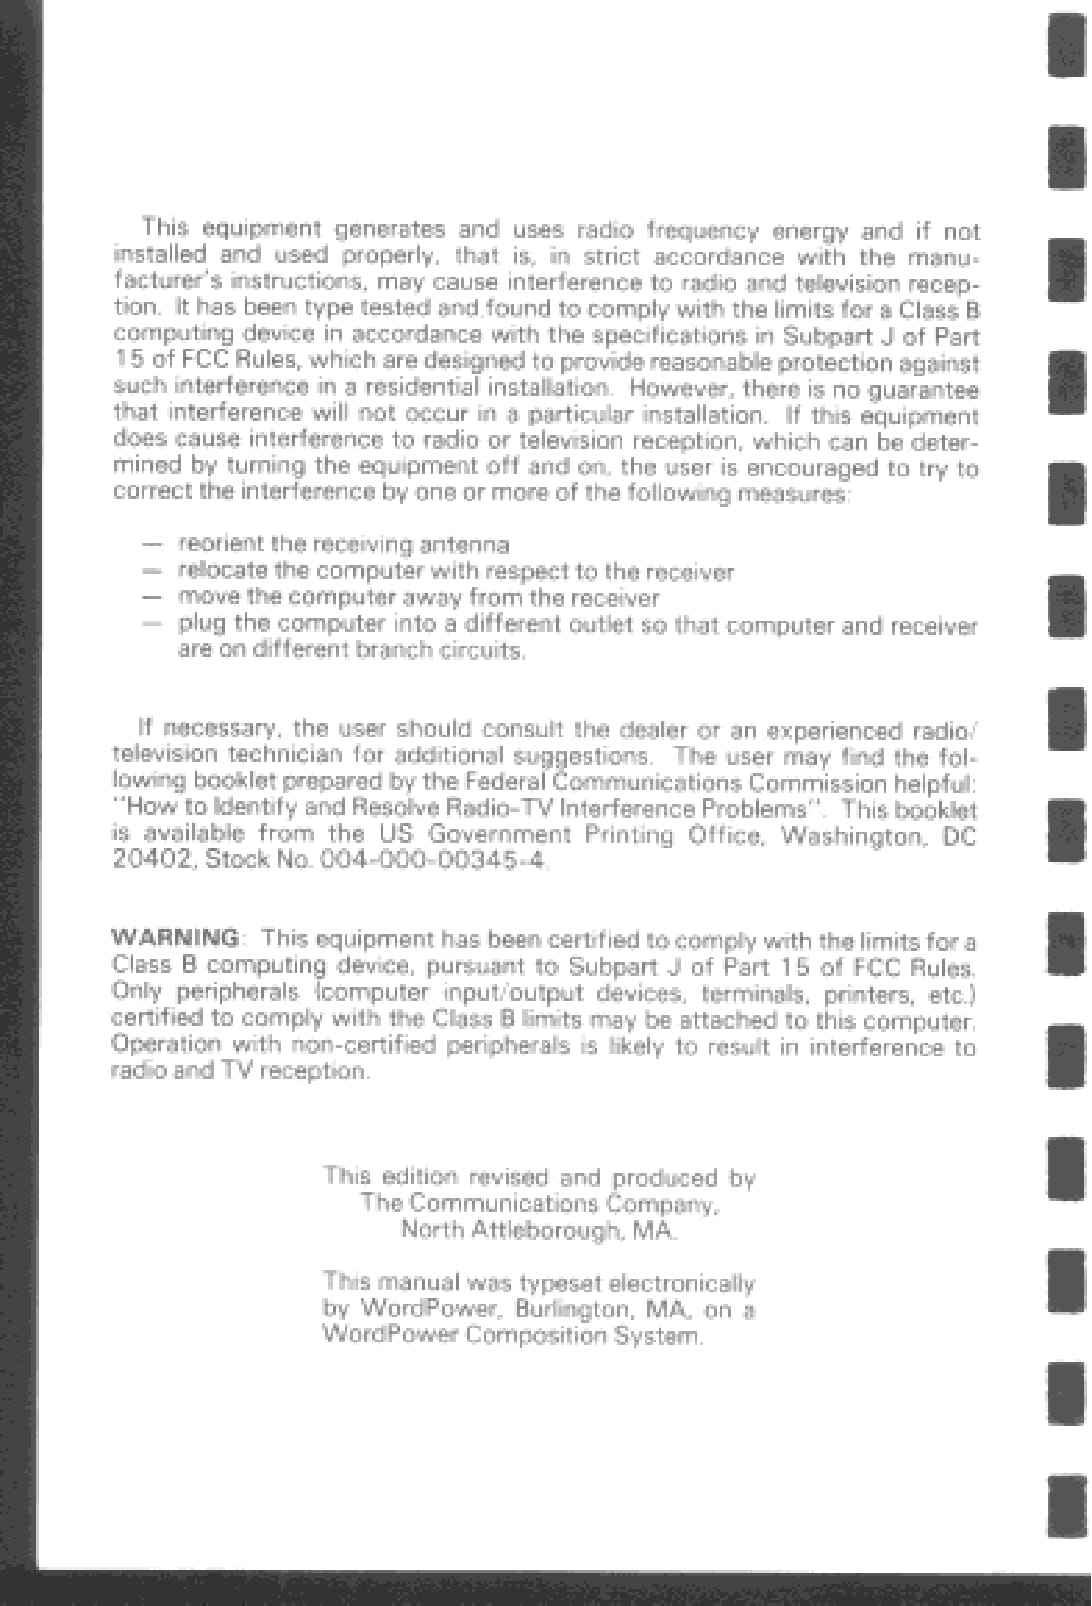 This equipment generates and uses radio frequency energy and if not
installed and used properly, that is, in strict accordance with the manu-
facturer's instructions, may cause interference to radio and television recep-
tion. It has been type tested and found to comply with the limits for a Class B
computing device in accordance with the specifications in Subpart J of Part
15 of FCC Rules, which are designed to provide reasonable protection against
such interference in a residential installation. However, there is no guarantee
that interference will not occur in a particular installation. If this equipment
does cause interference to radio or television reception, which can be deter-
mined by turning the equipment off and on, the user is encouraged to try to
correct the interference by one or more of the following measures:
— reorient the receiving antenna
— relocate the computer with respect to the receiver
— move the computer away from the receiver
— plug the computer into a different outlet so that computer and receiver
are on different branch circuits.
If necessary, the user should consult the dealer or an experienced radio/
television technician for additional suggestions. The user may find the fol-
lowing booklet prepared by the Federal Communications Commission helpful:
"How to Identify and Resolve Radio-TV Interference Problems". This booklet
is available from the US Government Printing Office, Washington, DC
20402, Stock No. 004-000-00345-4.
WARNING: This equipment has been certified to comply with the limits for a
Class B computing device, pursuant to Subpart J of Part 15 of FCC Rules.
Only peripherals (computer input/output devices, terminals, printers, etc.)
certified to comply with the Class B limits may be attached to this computer.
Operation with non-certified peripherals is likely to result in interference to
radio and TV reception.
This edition revised and produced by
The Communications Company,
North Attleborough, MA.
This manual was typeset electronically
by WordPower, Burlington, MA, on a
WordPower Composition System.